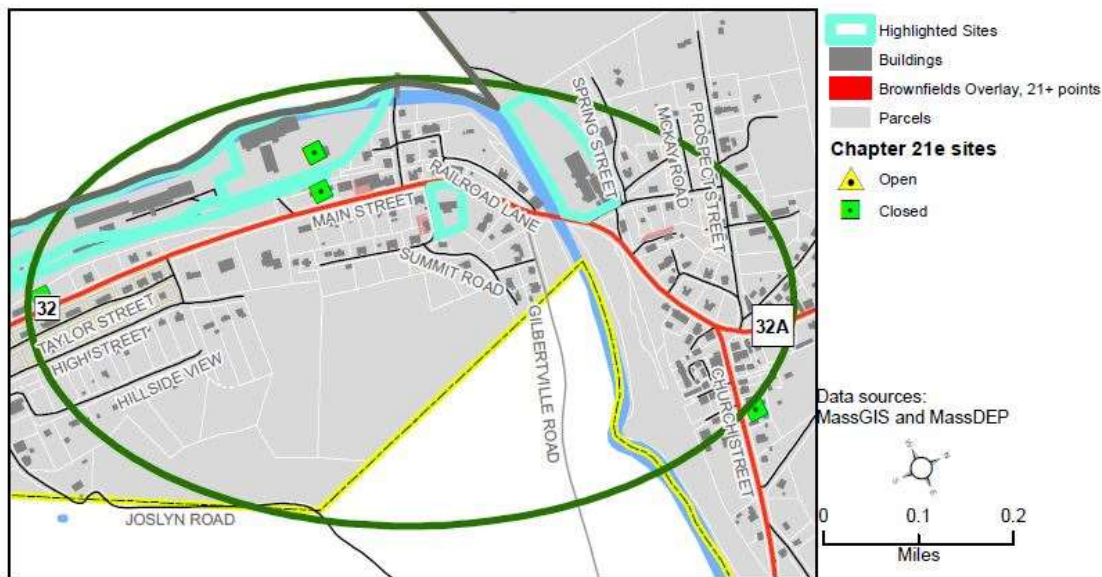 Highlighted Sites
Buildings
Brownfields Overlay, 21+ points
Parcels
Chapter 21e sites
Open
Closed
SPRING STREET
MCKAY ROAD
PROSPECT STREET
RAILROAD LANE
MAIN STREET
SUMMIT ROAD
32
TAYLOR STREET
HIGH STREET
HILLSIDE VIEW
GILBERTVILLE ROAD
32A
CHURCH STREET
JOSLYN ROAD
Data sources:
MassGIS and MassDEP
N
E
S
0 0.1 0.2
Miles